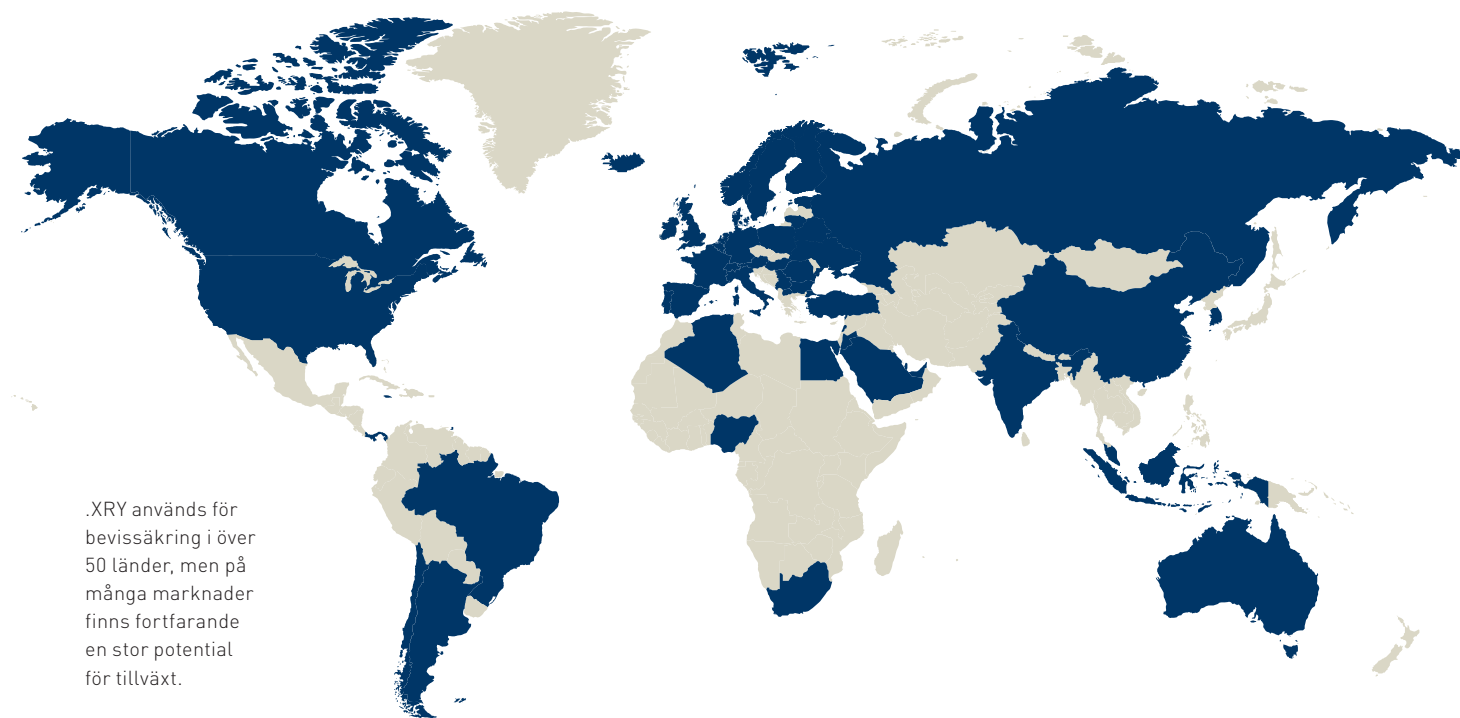 .XRY används för
bevissäkring i över
50 länder, men på
många marknader
finns fortfarande
en stor potential
för tillväxt.